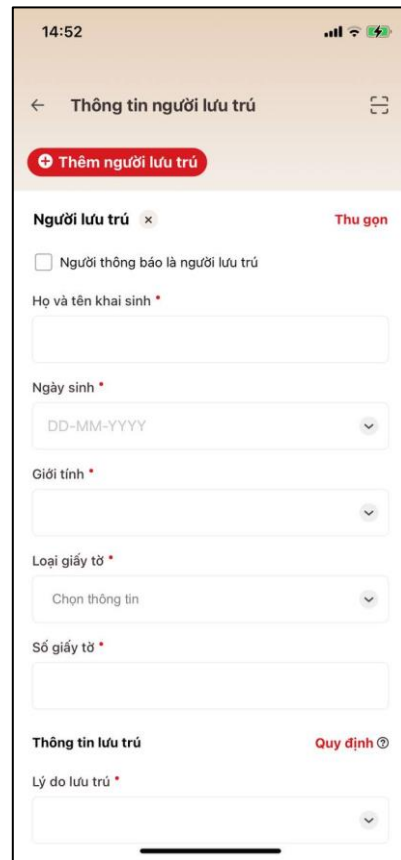 14:52
Thông tin người lưu trú
Thêm người lưu trú
Người lưu trú
Thu gọn
Người thông báo là người lưu trú
Họ và tên khai sinh *
Ngày sinh *
DD-MM-YYYY
Giới tính *
Loại giấy tờ *
Chọn thông tin
Số giấy tờ *
Thông tin lưu trú
Quy định
Lý do lưu trú *